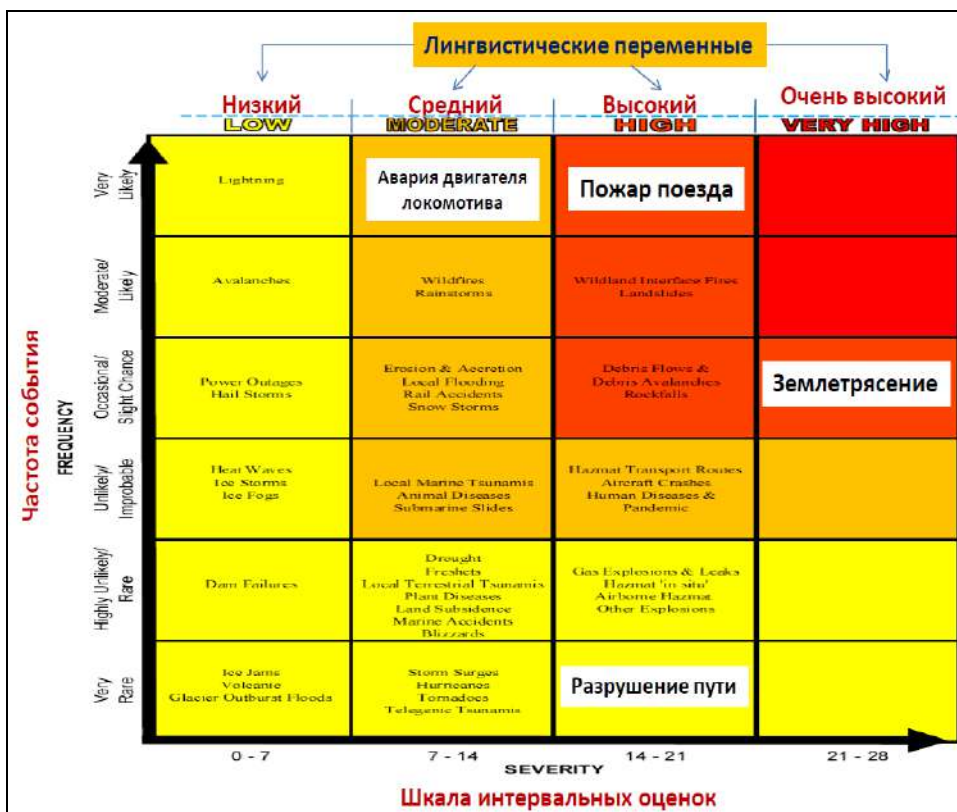 Лингвистические переменные
Низкий
Средний
Высокий
Очень высокий
LOW
MODERATE
HIGH
VERY HIGH
Частота события
FREQUENCY
Very
Likely
Lightning
Авария двигателя
локомотива
Пожар поезда
Moderate/
Likely
Avalanches
Wildfires
Rainstorms
Wildland Interface Fires
Landslides
Occasional/
Slight Chance
Power Outages
Hail Storms
Erosion & Accretion
Local Flooding
Rail Accidents
Snow Storms
Debris Flows &
Debris Avalanches
Rockfalls
Землетрясение
Unlikely/
Improbable
Heat Waves
Ice Storms
Ice Fogs
Local Marine Tsunamis
Animal Diseases
Submarine Slides
Hazmat Transport Routes
Aircraft Crashes
Human Diseases &
Pandemic
Highly Unlikely/
Rare
Dam Failures
Drought
Freshets
Local Terrestrial Tsunamis
Plant Diseases
Land Subsidence
Marine Accidents
Blizzards
Gas Explosions & Leaks
Hazmat 'in situ'
Airborne Hazmat
Other Explosions
Very
Rare
Ice Jams
Volcanic
Glacier Outburst Floods
Storm Surges
Hurricanes
Tornadoes
Telegenic Tsunamis
Разрушение пути
0 - 7
7 - 14
14 - 21
21 - 28
SEVERITY
Шкала интервальных оценок